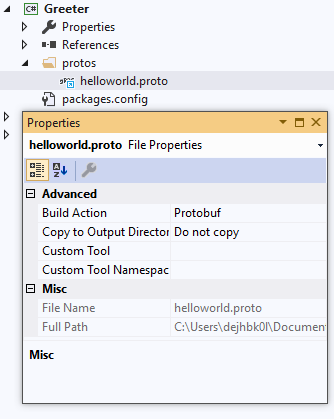 C# Greeter
Properties
References
protos
helloworld.proto
packages.config
Properties
helloworld.proto File Properties
Advanced
Build Action Protobuf
Copy to Output Director Do not copy
Custom Tool
Custom Tool Namespac
Misc
File Name helloworld.proto
Full Path C:\Users\dejhbk0l\Document
Misc